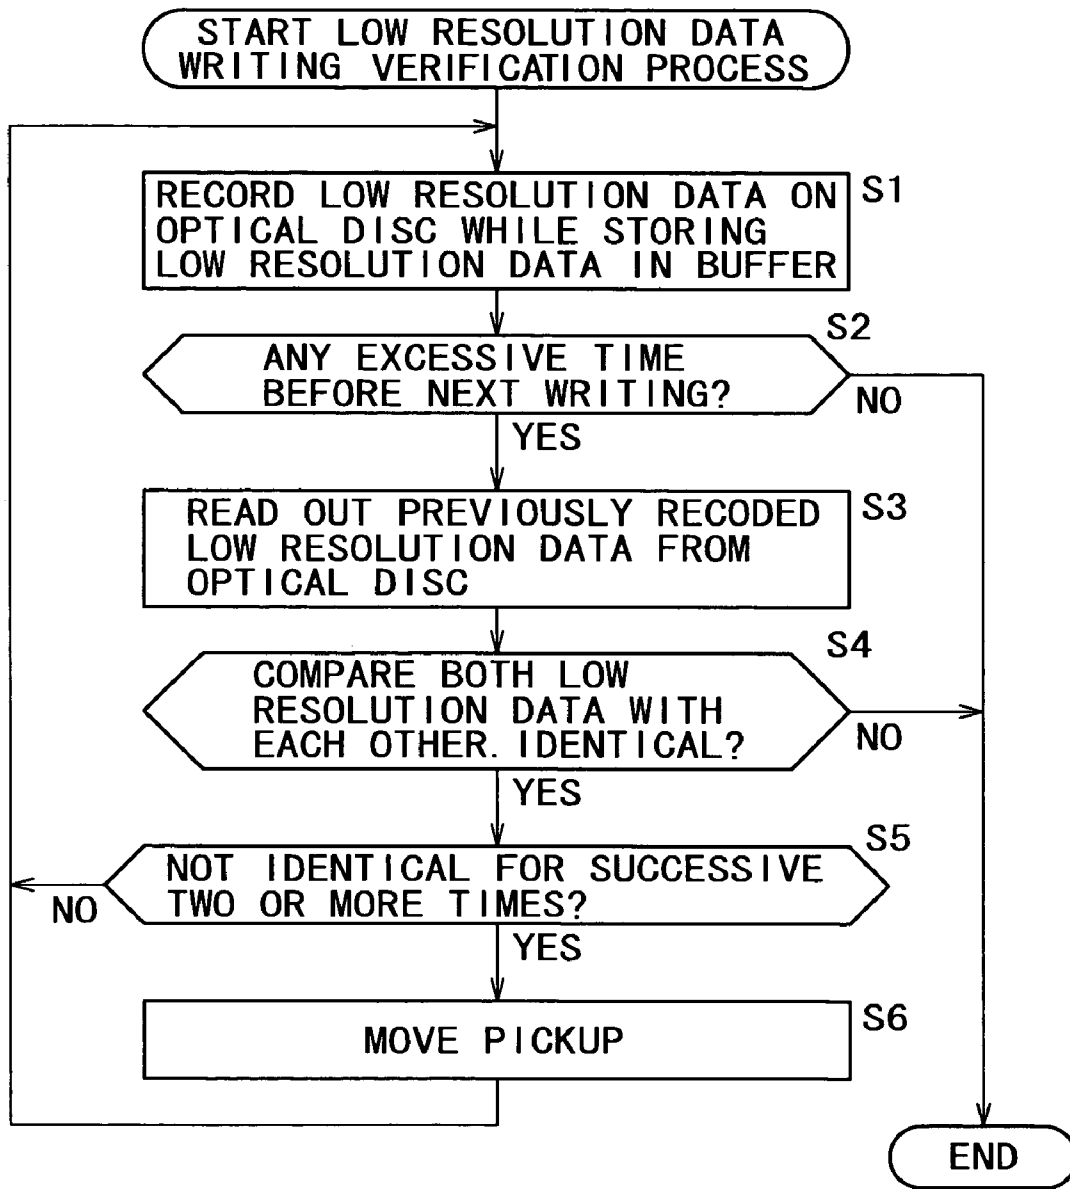 START LOW RESOLUTION DATA
WRITING VERIFICATION PROCESS
RECORD LOW RESOLUTION DATA ON
OPTICAL DISC WHILE STORING
LOW RESOLUTION DATA IN BUFFER
S1
ANY EXCESSIVE TIME
BEFORE NEXT WRITING?
S2
NO
YES
READ OUT PREVIOUSLY RECODED
LOW RESOLUTION DATA FROM
OPTICAL DISC
S3
COMPARE BOTH LOW
RESOLUTION DATA WITH
EACH OTHER. IDENTICAL?
S4
NO
YES
NOT IDENTICAL FOR SUCCESSIVE
TWO OR MORE TIMES?
S5
NO
YES
MOVE PICKUP
S6
END